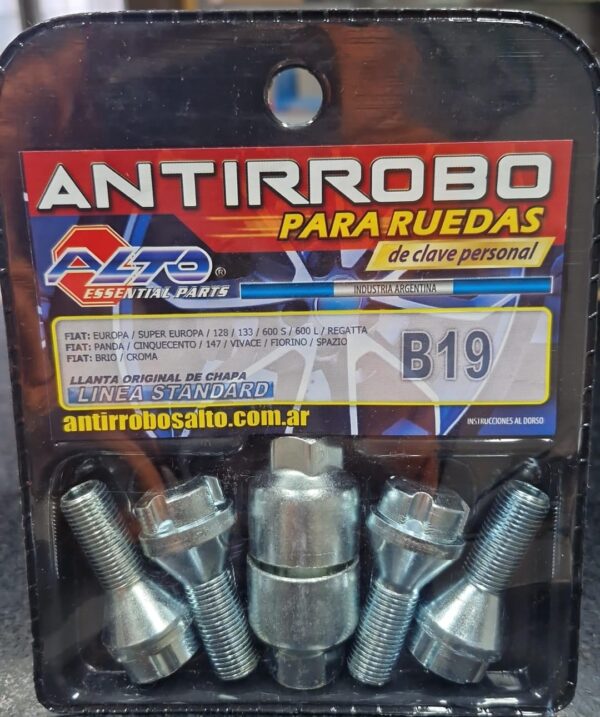 ANTIRROBO
PARA RUEDAS
de clave personal
ALTO®
ESSENTIAL PARTS
INDUSTRIA ARGENTINA
FIAT: EUROPA / SUPER EUROPA / 128 / 133 / 600 S / 600 L / REGATTA
FIAT: PANDA / CINQUECENTO / 147 / VIVACE / FIORINO / SPAZIO
FIAT: BRIO / CROMA
B19
LLANTA ORIGINAL DE CHAPA
LINEA STANDARD
antirrobosalto.com.ar
INSTRUCCIONES AL DORSO